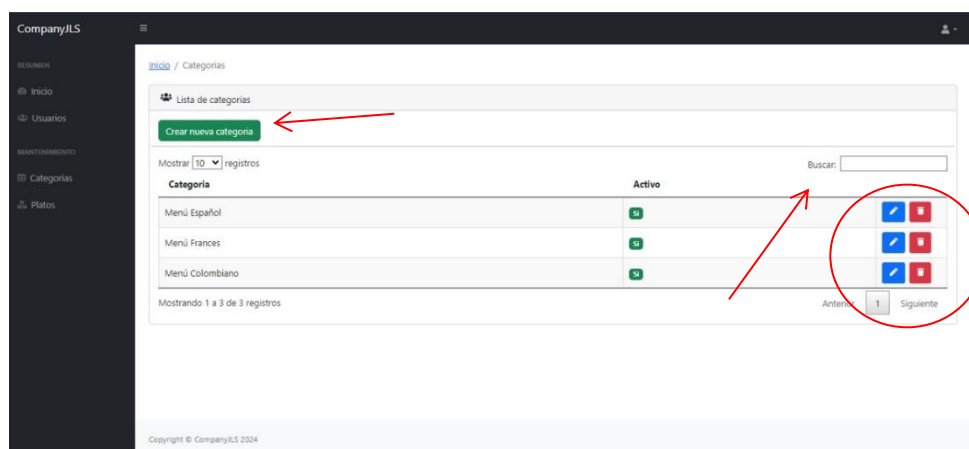 CompanyJLS
RESUMEN
Inicio
Usuarios
MANTENIMIENTO
Categorias
Platos
Inicio / Categorias
Lista de categorias
Crear nueva categoria
Mostrar 10 registros
Buscar:
Categoria Activo
Menú Español Si
Menú Frances Si
Menú Colombiano Si
Mostrando 1 a 3 de 3 registros
Anterior 1 Siguiente
Copyright © CompanyJLS 2024